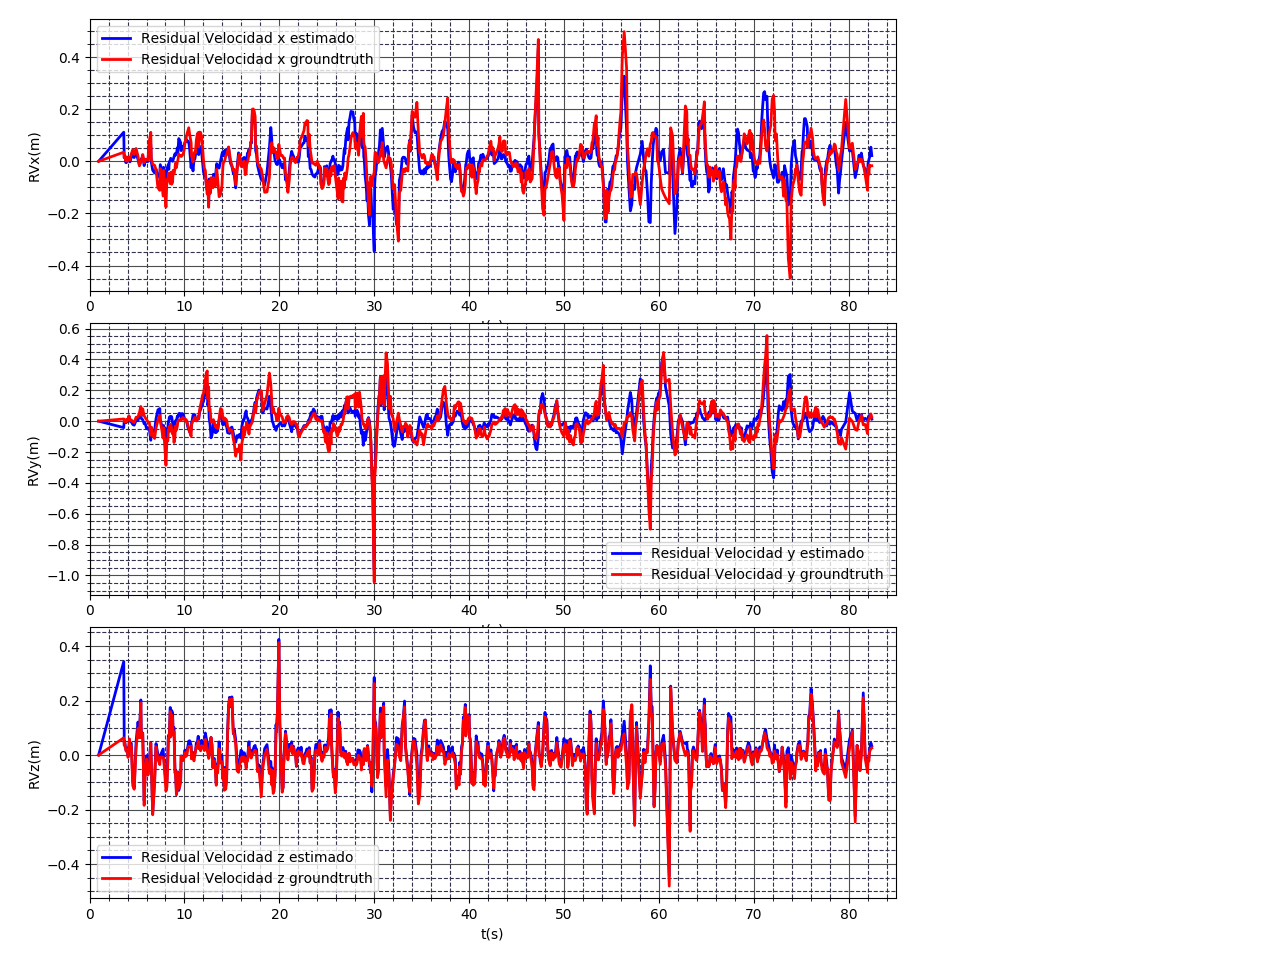 Residual Velocidad x estimado
Residual Velocidad x groundtruth
RVx(m)
0.4
0.2
0.0
−0.2
−0.4
0 10 20 30 40 50 60 70 80
t(s)
Residual Velocidad y estimado
Residual Velocidad y groundtruth
RVy(m)
0.6
0.4
0.2
0.0
−0.2
−0.4
−0.6
−0.8
−1.0
0 10 20 30 40 50 60 70 80
t(s)
Residual Velocidad z estimado
Residual Velocidad z groundtruth
RVz(m)
0.4
0.2
0.0
−0.2
−0.4
0 10 20 30 40 50 60 70 80
t(s)